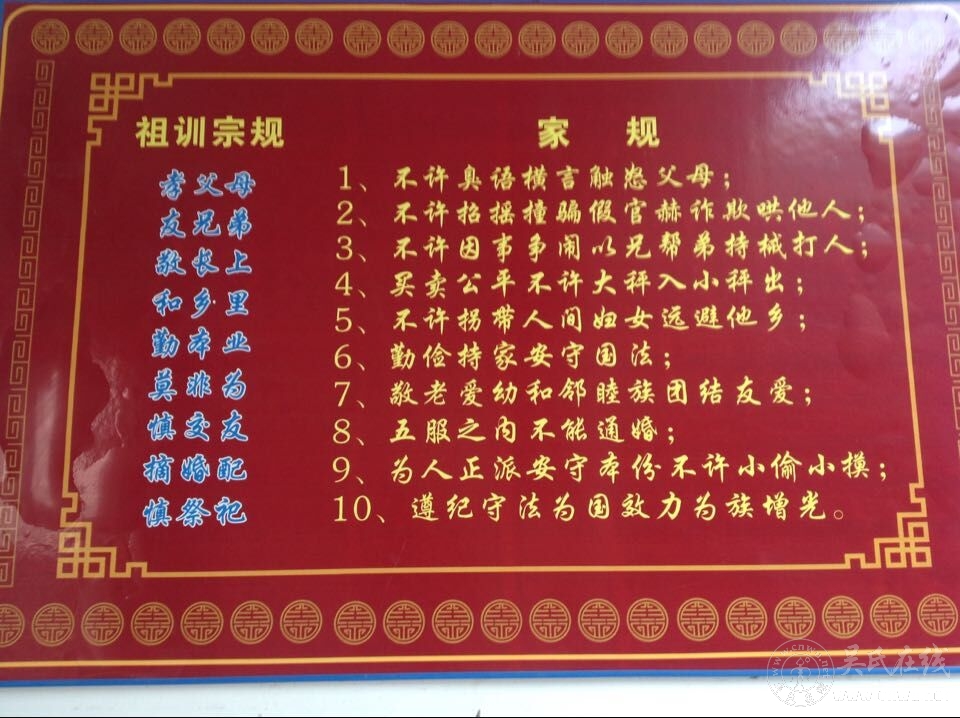 祖训宗规
孝父母
友兄弟
敬长上
和乡里
勤本业
莫非为
慎交友
摘婚配
慎祭祀
家 规
1、不许臭语横言触怒父母；
2、不许招摇撞骗假官赫诈欺哄他人；
3、不许因事争闹以兄帮弟持械打人；
4、买卖公平不许大秤入小秤出；
5、不许拐带人间妇女远避他乡；
6、勤俭持家安守国法；
7、敬老爱幼和邻睦族团结友爱；
8、五服之内不能通婚；
9、为人正派安守本份不许小偷小摸；
10、遵纪守法为国效力为族增光。
吴氏在线